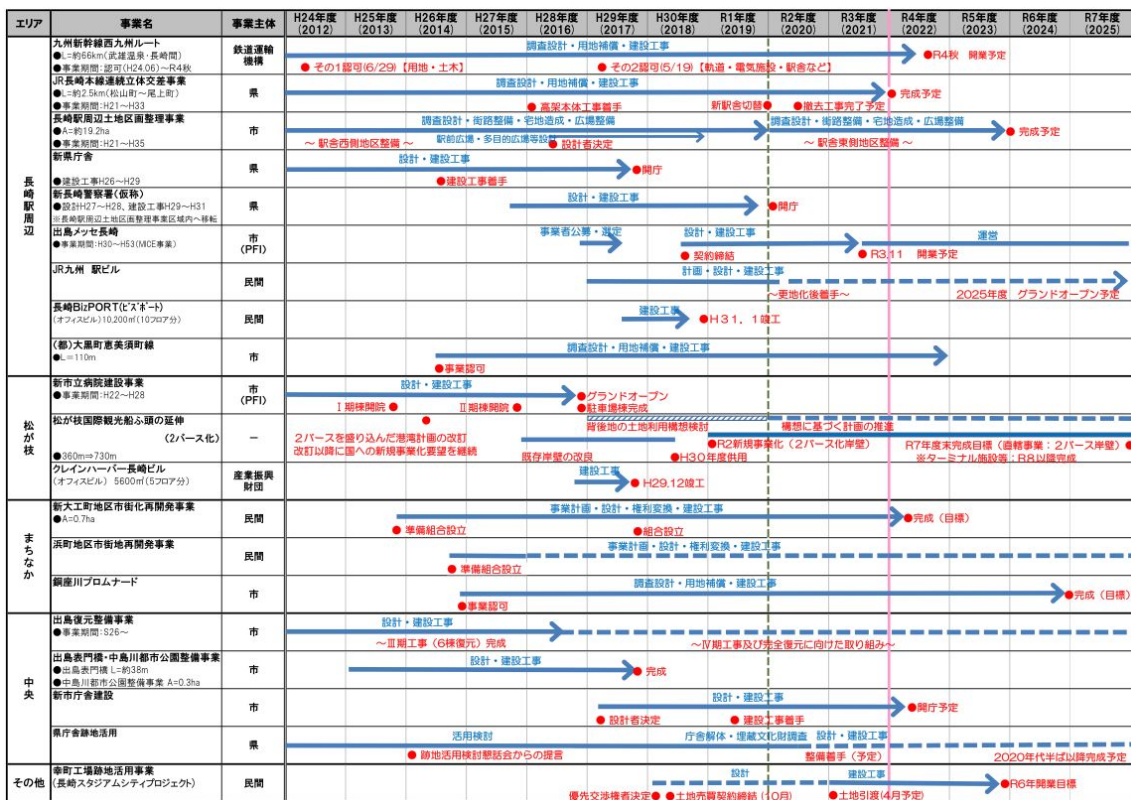 エリア 事業名 事業主体 H24年度 H25年度 H26年度 H27年度 H28年度 H29年度 H30年度 R1年度 R2年度 R3年度 R4年度 R5年度 R6年度 R7年度
(2012) (2013) (2014) (2015) (2016) (2017) (2018) (2019) (2020) (2021) (2022) (2023) (2024) (2025)
長崎駅周辺
九州新幹線西九州ルート
●L=約66km(武雄温泉・長崎間)
●事業期間:認可(H24.06)~R4秋
鉄道運輸
機構
調査設計・用地補償・建設工事
●R4秋 開業予定
●その1認可(6/29)【用地・土木】
●その2認可(5/19)【軌道・電気施設・駅舎など】
JR長崎本線連続立体交差事業
●L=約2.5km(松山町~尾上町)
●事業期間:H21~H33
県
調査設計・用地補償・建設工事
●完成予定
●高架本体工事着手
新駅舎切替●
●撤去工事完了予定
長崎駅周辺土地区画整理事業
●A=約19.2ha
●事業期間:H21~H35
市
調査設計・街路整備・宅地造成・広場整備
調査設計・街路整備・宅地造成・広場整備
●完成予定
~ 駅舎西側地区整備 ~
駅前広場・多目的広場等設計
●設計者決定
~ 駅舎東側地区整備 ~
新県庁舎
●建設工事H26~H29
県
設計・建設工事
●開庁
●建設工事着手
新長崎警察署(仮称)
●設計H27~H28、建設工事H29~H31
※長崎駅周辺土地区画整理事業区域内へ移転
県
設計・建設工事
●開庁
出島メッセ長崎
●事業期間:H30~H53(MICE事業)
市
(PFI)
事業者公募・選定
設計・建設工事
運営
●契約締結
●R3.11 開業予定
JR九州 駅ビル
民間
計画・設計・建設工事
~更地化後着手~
2025年度 グランドオープン予定
長崎BizPORT(ビズポート)
(オフィスビル)10,200㎡(10フロア分)
民間
建設工事
●H31.1竣工
(都)大黒町恵美須町線
●L=110m
市
調査設計・用地補償・建設工事
●事業認可
松が枝
新市立病院建設事業
●事業期間:H22~H28
市
(PFI)
設計・建設工事
●グランドオープン
Ⅰ期棟開院●
Ⅱ期棟開院●
●駐車場棟完成
松が枝国際観光船ふ頭の延伸
(2バース化)
●360m⇒730m
-
背後地の土地利用構想検討
構想に基づく計画の推進
2バースを盛り込んだ港湾計画の改訂
改訂以降に国への新規事業化要望を継続
●R2新規事業化(2バース化岸壁)
R7年度末完成目標(直轄事業:2バース岸壁)●
既存岸壁の改良
●H30年度供用
※ターミナル施設等:R8以降完成
クレインハーバー長崎ビル
(オフィスビル) 5600㎡(5フロア分)
産業振興
財団
建設工事
●H29.12竣工
まちなか
新大工町地区市街化再開発事業
●A=0.7ha
民間
事業計画・設計・権利変換・建設工事
●完成(目標)
●準備組合設立
●組合設立
浜町地区市街地再開発事業
民間
事業計画・設計・権利変換・建設工事
●準備組合設立
銅座川プロムナード
市
調査設計・用地補償・建設工事
●完成(目標)
●事業認可
中央
出島復元整備事業
●事業期間:S26~
市
設計・建設工事
~Ⅲ期工事(6棟復元)完成
~Ⅳ期工事及び完全復元に向けた取り組み~
出島表門橋・中島川都市公園整備事業
●出島表門橋 L=約38m
●中島川都市公園整備事業 A=0.3ha
市
設計・建設工事
●完成
新市庁舎建設
市
設計・建設工事
●開庁予定
●設計者決定
●建設工事着手
県庁舎跡地活用
県
活用検討
庁舎解体・埋蔵文化財調査
設計・建設工事
●跡地活用検討懇話会からの提言
整備着手(予定)
2020年代半ば以降完成予定
その他
幸町工場跡地活用事業
(長崎スタジアムシティプロジェクト)
民間
設計
建設工事
●R6年開業目標
優先交渉権者決定●
●土地売買契約締結(10月)
●土地引渡(4月予定)